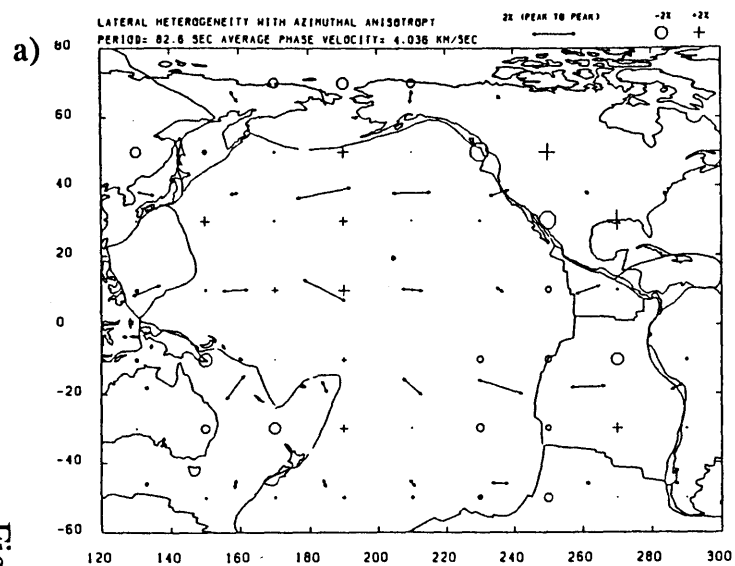 LATERAL HETEROGENEITY WITH AZIMUTHAL ANISOTROPT
2% (PEAK TO PEAK)
-2%
+2%
PERIOD= 82.6 SEC AVERAGE PHASE VELOCITY= 4.036 KM/SEC
a)
80
60
40
20
0
-20
-40
-60
120 140 160 180 200 220 240 260 280 300